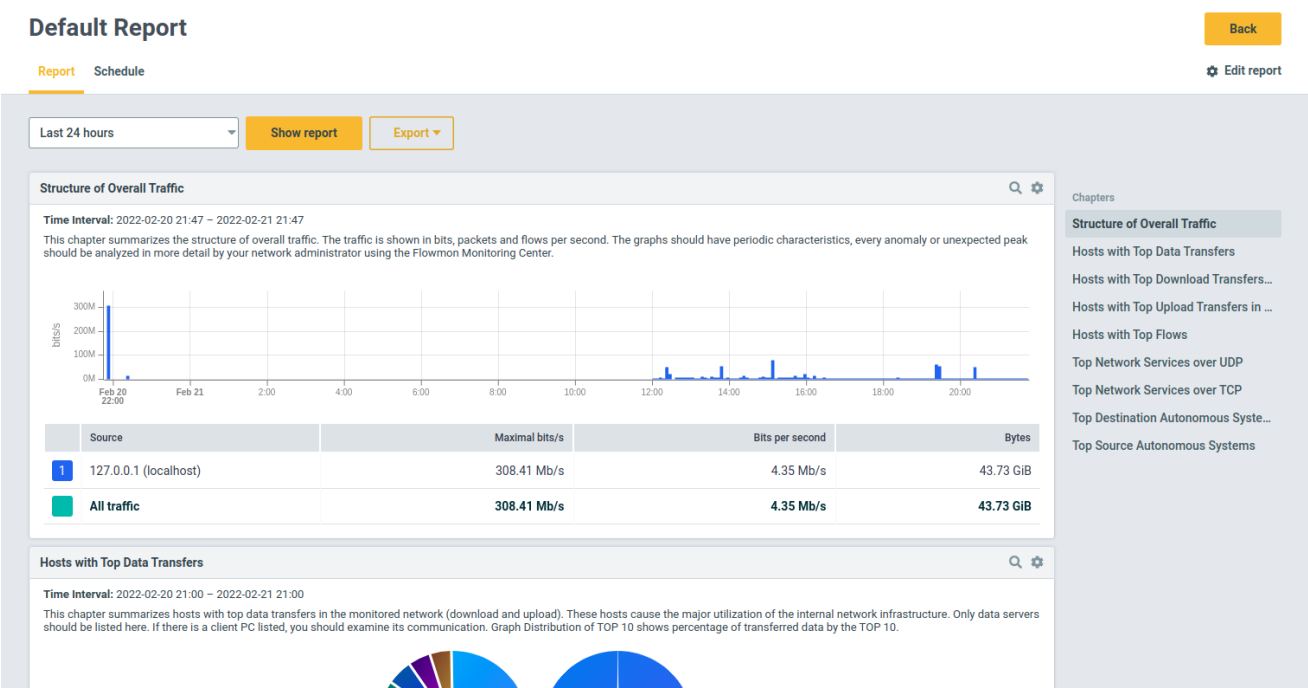 Default Report
Back
Report Schedule
Edit report
Last 24 hours
Show report
Export
Structure of Overall Traffic
Time Interval: 2022-02-20 21:47 – 2022-02-21 21:47
This chapter summarizes the structure of overall traffic. The traffic is shown in bits, packets and flows per second. The graphs should have periodic characteristics, every anomaly or unexpected peak
should be analyzed in more detail by your network administrator using the Flowmon Monitoring Center.
bits/s
300M
200M
100M
0M
Feb 20 Feb 21 2:00 4:00 6:00 8:00 10:00 12:00 14:00 16:00 18:00 20:00
22:00
Source Maximal bits/s Bits per second Bytes
1 127.0.0.1 (localhost) 308.41 Mb/s 4.35 Mb/s 43.73 GiB
All traffic 308.41 Mb/s 4.35 Mb/s 43.73 GiB
Hosts with Top Data Transfers
Time Interval: 2022-02-20 21:00 – 2022-02-21 21:00
This chapter summarizes hosts with top data transfers in the monitored network (download and upload). These hosts cause the major utilization of the internal network infrastructure. Only data servers
should be listed here. If there is a client PC listed, you should examine its communication. Graph Distribution of TOP 10 shows percentage of transferred data by the TOP 10.
Chapters
Structure of Overall Traffic
Hosts with Top Data Transfers
Hosts with Top Download Transfers...
Hosts with Top Upload Transfers in ...
Hosts with Top Flows
Top Network Services over UDP
Top Network Services over TCP
Top Destination Autonomous Syste...
Top Source Autonomous Systems